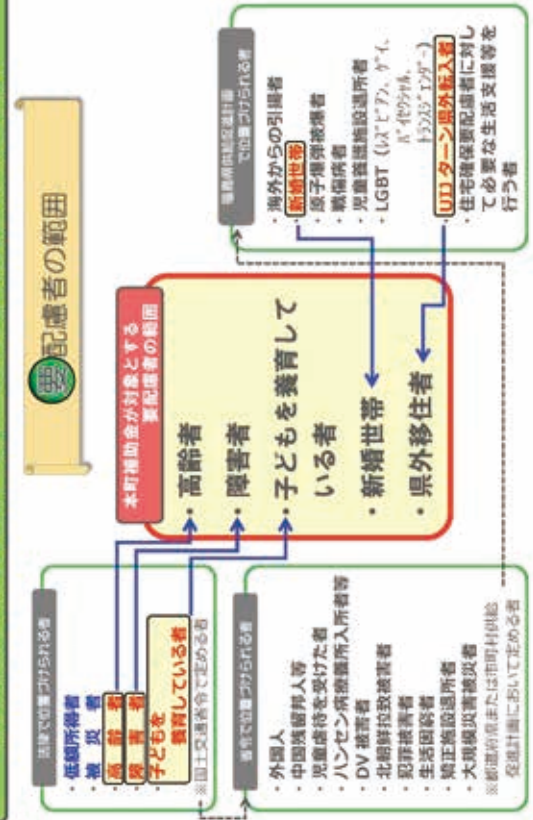 要配慮者の範囲
法律で位置づけられる者
・低額所得者
・被災者
・高齢者
・障害者
・子どもを
養育している者
※国土交通省令で定める者
省令で位置づけられる者
・外国人
・中国残留邦人等
・児童虐待を受けた者
・ハンセン病療養所入所者等
・DV被害者
・北朝鮮拉致被害者
・犯罪被害者
・生活困窮者
・矯正施設退所者
・大規模災害被災者
※都道府県または市町村供給
促進計画において定める者
本町補助金が対象とする
要配慮者の範囲
・高齢者
・障害者
・子どもを養育して
いる者
・新婚世帯
・県外移住者
供給促進計画
で位置づけられる者
・海外からの引揚者
・新婚世帯
・原子爆弾被爆者
・戦傷病者
・児童養護施設退所者
・LGBT（レズビアン、ゲイ、
バイセクシャル、
トランスジェンダー）
・UIJターン県外転入者
・住宅確保要配慮者に対し
て必要な生活支援等を
行う者